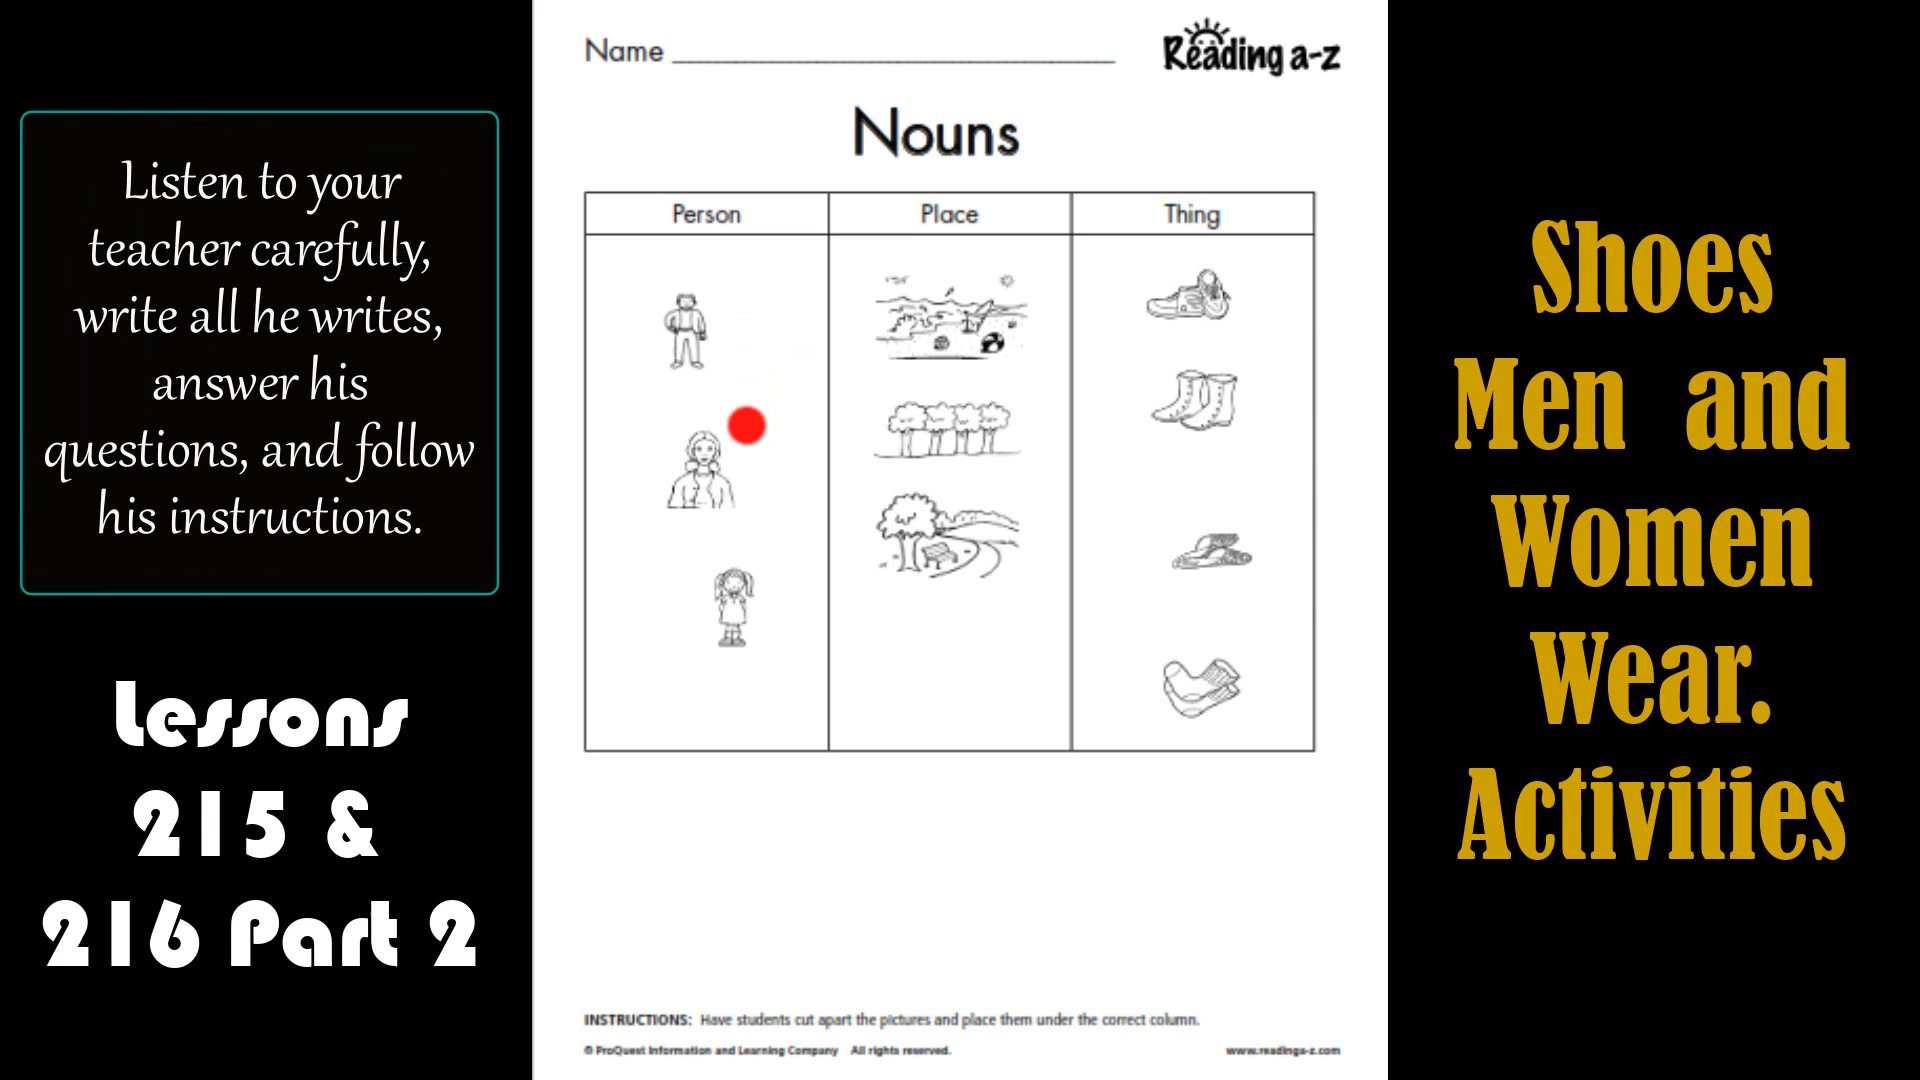 Listen to your
teacher carefully,
write all he writes,
answer his
questions, and follow
his instructions.
Lessons
215 &
216 Part 2
Name
Reading a-z
Nouns
Person Place Thing
INSTRUCTIONS: Have students cut apart the pictures and place them under the correct column.
© ProQuest Information and Learning Company All rights reserved.
www.readinga-z.com
Shoes
Men and
Women
Wear.
Activities